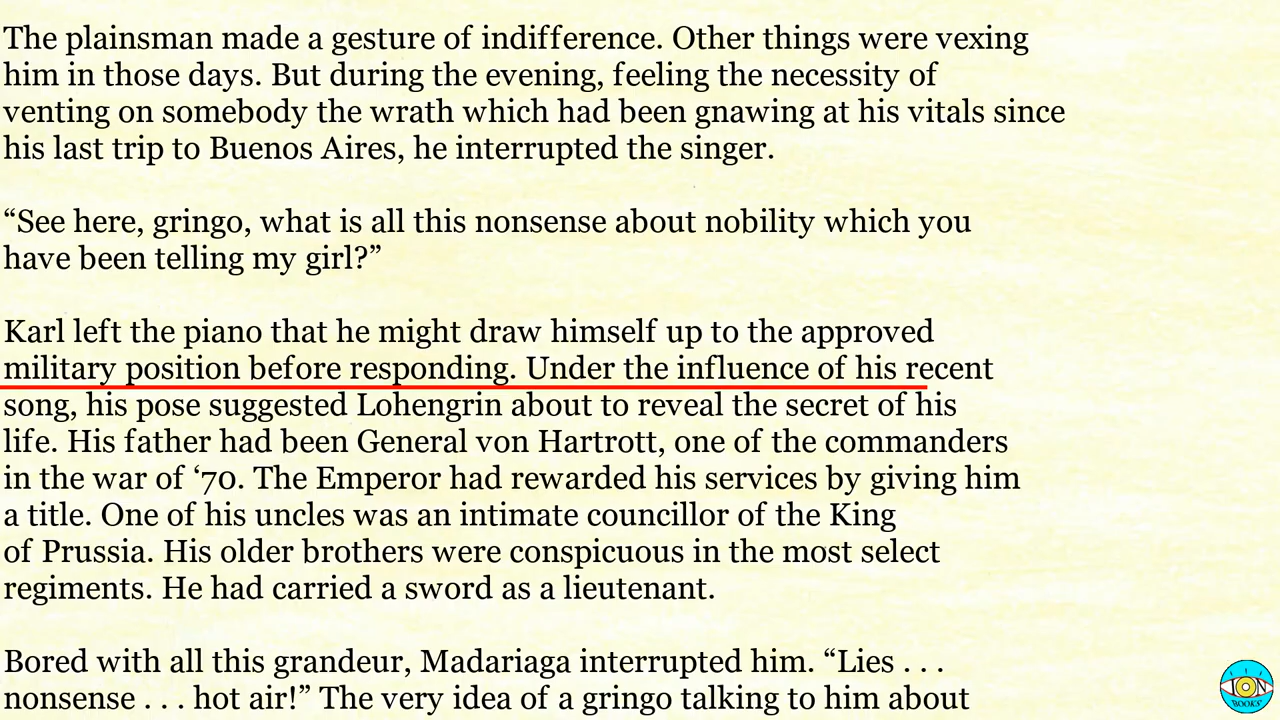 The plainsman made a gesture of indifference. Other things were vexing
him in those days. But during the evening, feeling the necessity of
venting on somebody the wrath which had been gnawing at his vitals since
his last trip to Buenos Aires, he interrupted the singer.
“See here, gringo, what is all this nonsense about nobility which you
have been telling my girl?”
Karl left the piano that he might draw himself up to the approved
military position before responding. Under the influence of his recent
song, his pose suggested Lohengrin about to reveal the secret of his
life. His father had been General von Hartrott, one of the commanders
in the war of ‘70. The Emperor had rewarded his services by giving him
a title. One of his uncles was an intimate councillor of the King
of Prussia. His older brothers were conspicuous in the most select
regiments. He had carried a sword as a lieutenant.
Bored with all this grandeur, Madariaga interrupted him. “Lies . . .
nonsense . . . hot air!” The very idea of a gringo talking to him about
ION
BOOKS